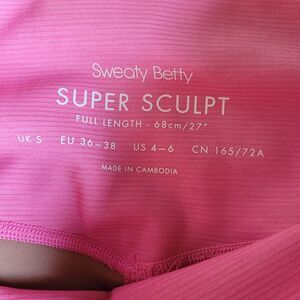 Sweaty Betty
SUPER SCULPT
FULL LENGTH - 68cm/27"
UK S EU 36-38 US 4-6 CN 165/72A
MADE IN CAMBODIA